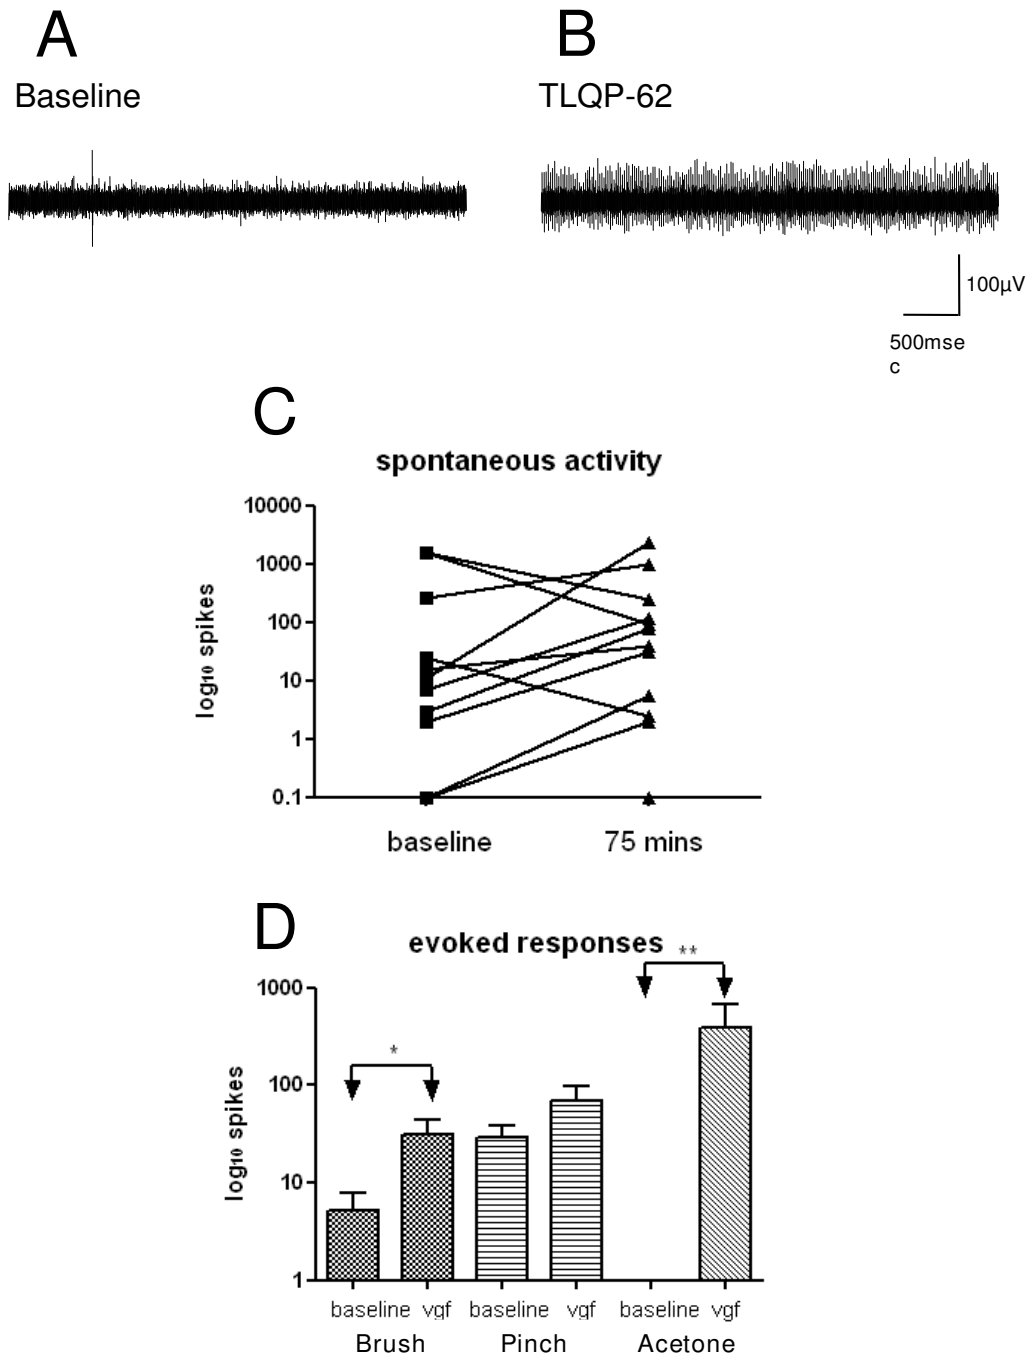 A
B
Baseline
TLQP-62
100µV
500mse
c
C
spontaneous activity
10000
1000
100
10
1
0.1
log10 spikes
baseline
75 mins
D
evoked responses
**
*
1000
100
10
1
log10 spikes
baseline vgf baseline vgf baseline vgf
Brush Pinch Acetone